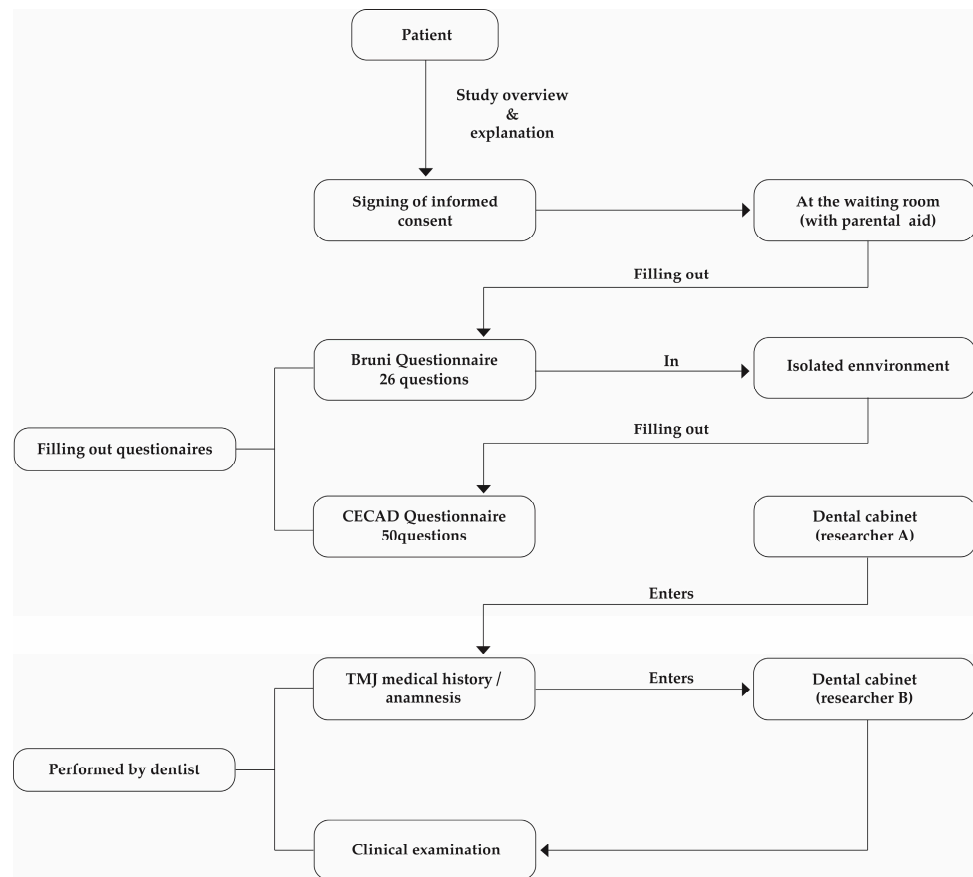 Patient
Study overview
&
explanation
Signing of informed
consent
At the waiting room
(with parental aid)
Filling out
Bruni Questionnaire
26 questions
In
Isolated ennvironment
Filling out questionaires
Filling out
CECAD Questionnaire
50questions
Dental cabinet
(researcher A)
Enters
TMJ medical history /
anamnesis
Enters
Dental cabinet
(researcher B)
Performed by dentist
Clinical examination